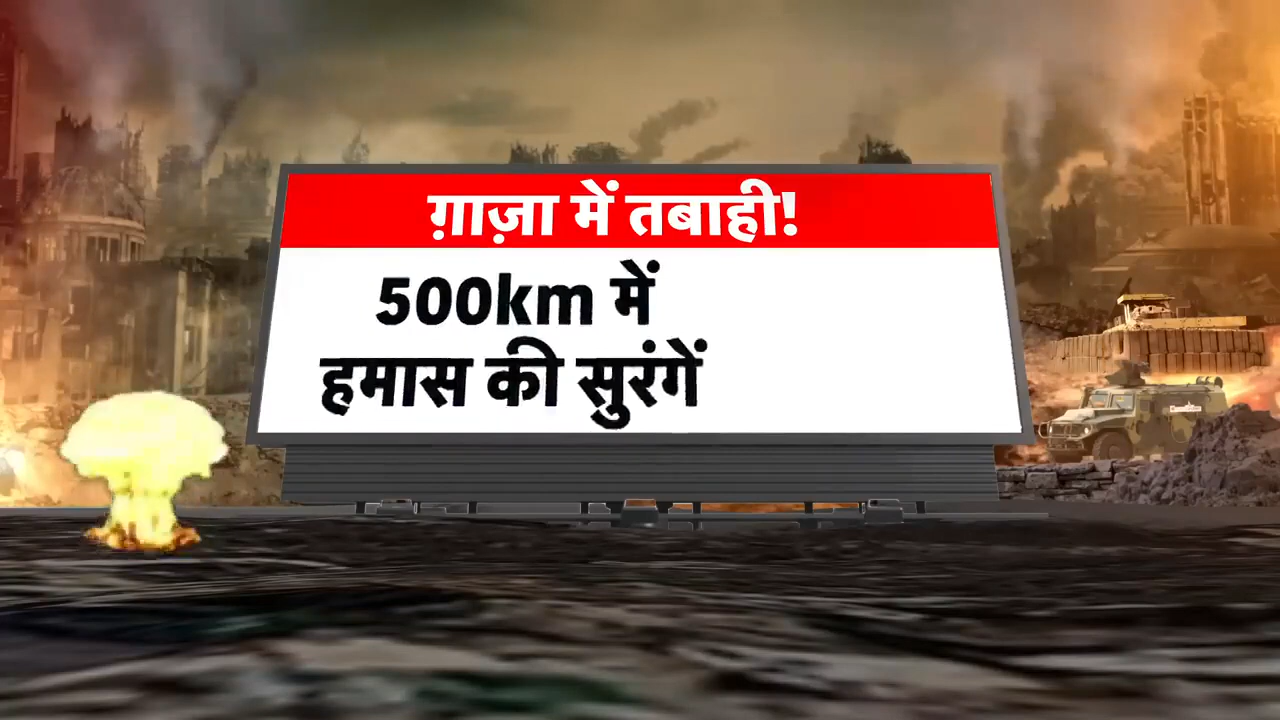 ग़ाज़ा में तबाही!
500km में
हमास की सुरंगें